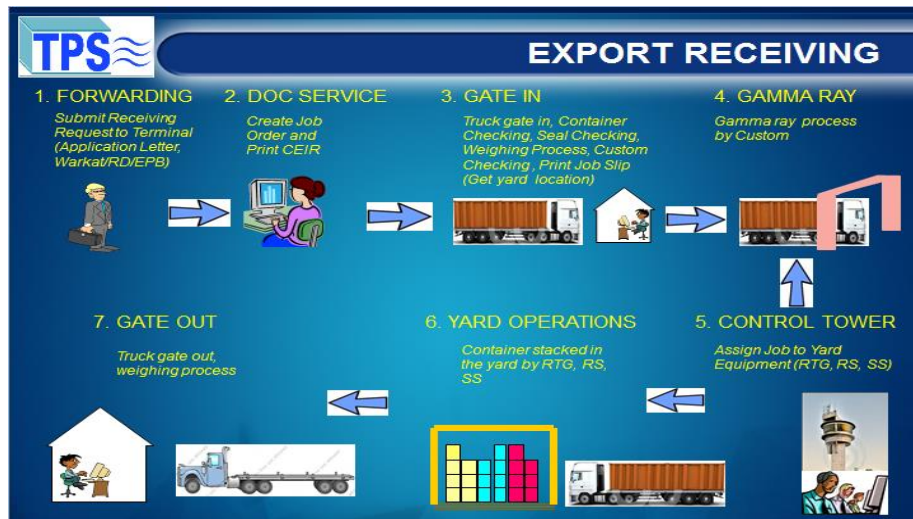 TPS
EXPORT RECEIVING
1. FORWARDING
Submit Receiving
Request to Terminal
(Application Letter,
Warkat/RD/EPB)
2. DOC SERVICE
Create Job
Order and
Print CEIR
3. GATE IN
Truck gate in, Container
Checking, Seal Checking,
Weighing Process, Custom
Checking , Print Job Slip
(Get yard location)
4. GAMMA RAY
Gamma ray process
by Custom
7. GATE OUT
Truck gate out,
weighing process
6. YARD OPERATIONS
Container stacked in
the yard by RTG, RS,
SS
5. CONTROL TOWER
Assign Job to Yard
Equipment (RTG, RS, SS)